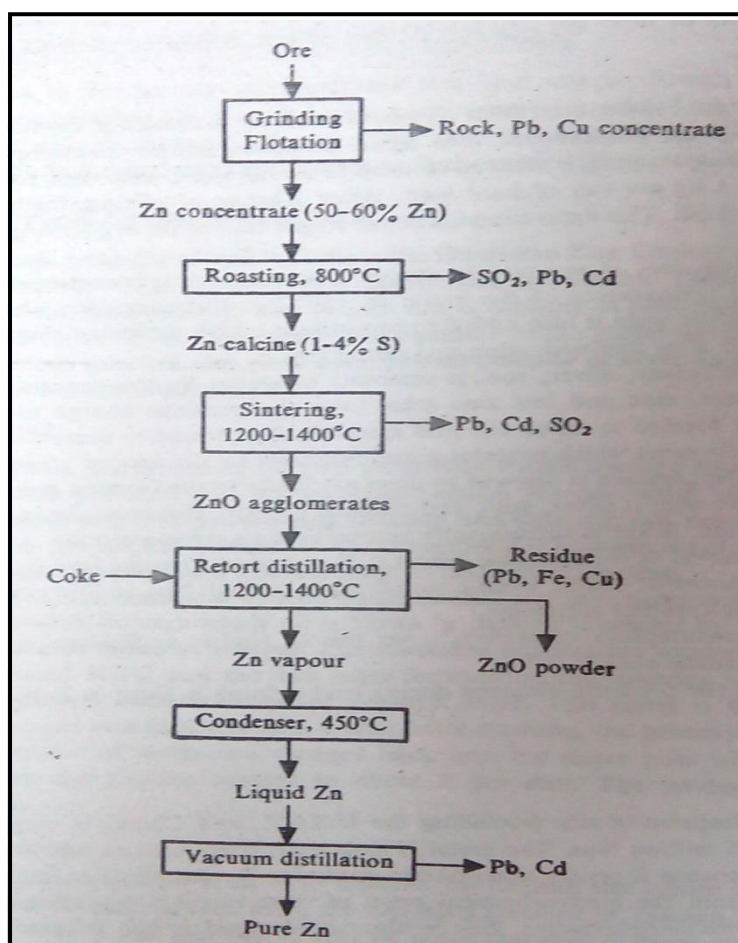 Ore
Grinding
Flotation
Rock, Pb, Cu concentrate
Zn concentrate (50–60% Zn)
Roasting, 800°C
SO₂, Pb, Cd
Zn calcine (1-4% S)
Sintering,
1200–1400°C
Pb, Cd, SO₂
ZnO agglomerates
Coke
Retort distillation,
1200–1400°C
Residue
(Pb, Fe, Cu)
Zn vapour
ZnO powder
Condenser, 450°C
Liquid Zn
Vacuum distillation
Pb, Cd
Pure Zn